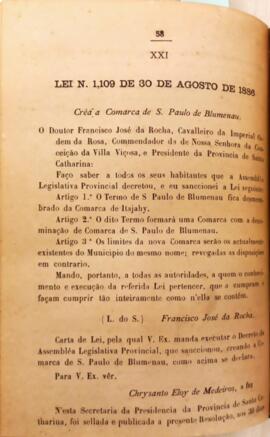 58
XXI
LEI N. 1,109 DE 30 DE AGOSTO DE 1886
Créa a Comarca de S. Paulo de Blumenau.
O Doutor Francisco José da Rocha, Cavalleiro da Imperial Or
dem da Rosa, Commendador da de Nossa Senhora da Con-
ceição da Villa Viçosa, e Presidente da Provincia de Santa
Catharina:
Faço saber a todos os seus habitantes que a Assembléa
Legislativa Provincial decretou, e eu sanccionei a Lei seguinte:
Artigo 1.º O Termo de S. Paulo de Blumenau fica desmem-
brado da Comarca de Itajahy.
Artigo 2.º O dito Termo formará uma Comarca com a deno-
minação de Comarca de S. Paulo de Blumenau.
Artigo 3º Os limites da nova Comarca serão os actualmente
existentes do Municipio do mesmo nome; revogadas as disposições
em contrario.
Mando, portanto, a todas as autoridades, a quem o conheci-
mento e execução da referida Lei pertencer, que a cumpram e
façam cumprir tão inteiramente como n'ella se contém.
(L. do S.) Francisco José da Rocha.
Carta de Lei, pela qual V. Ex. manda executar o Decreto da
Assembléa Legislativa Provincial, que sanccionou, creando a Co-
marca de S. Paulo de Blumenau, como acima se declara.
Para V. Ex. vêr.
Chrysanto Eloy de Medeiros, a fez
N'esta Secretaria da Presidencia da Provincia de Santa Ca-
tharina, foi sellada e publicada a presente Resolução, aos 30 dias